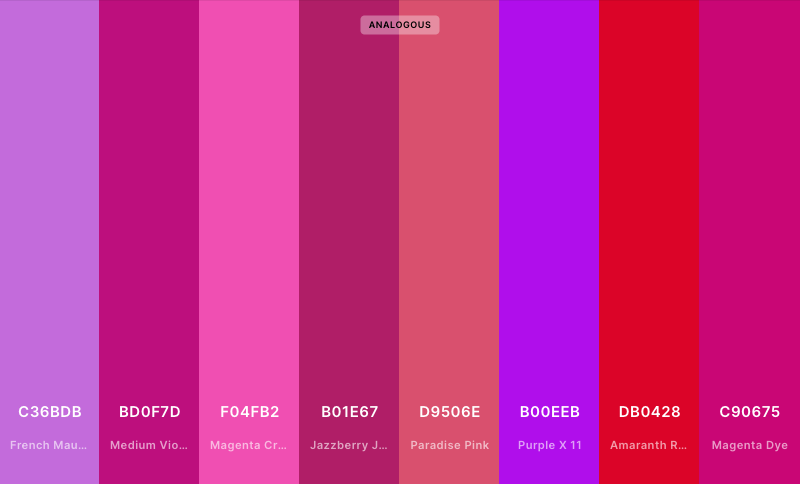 ANALOGOUS
C36BDB BD0F7D F04FB2 B01E67 D9506E B00EEB DB0428 C90675
French Mau... Medium Vio... Magenta Cr... Jazzberry J... Paradise Pink Purple X 11 Amaranth R... Magenta Dye